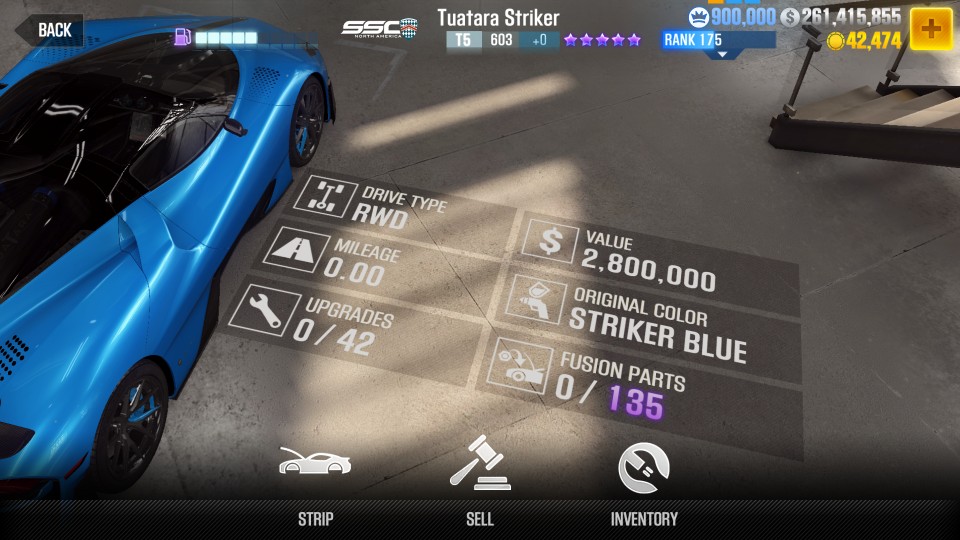 BACK
SSC
NORTH AMERICA
Tuatara Striker
T5 603 +0
900,000 261,415,855
RANK 175 42,474
DRIVE TYPE
RWD
MILEAGE
0.00
UPGRADES
0 / 42
VALUE
2,800,000
ORIGINAL COLOR
STRIKER BLUE
FUSION PARTS
0 / 135
STRIP SELL INVENTORY